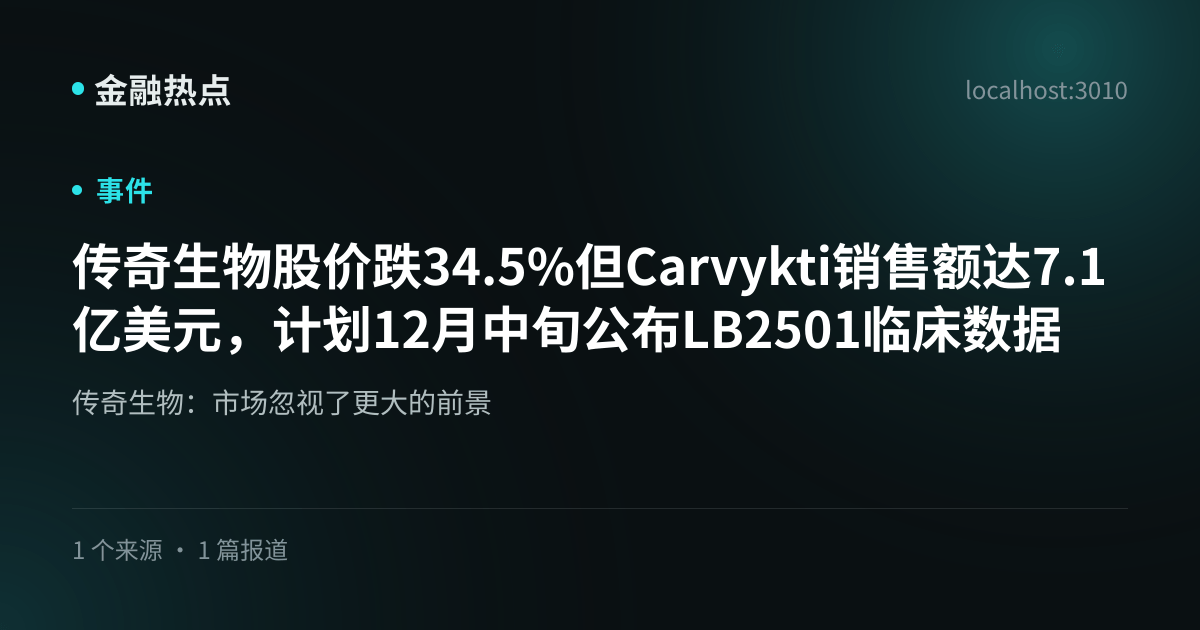 金融热点
localhost:3010
事件
传奇生物股价跌34.5%但Carvykti销售额达7.1
亿美元，计划12月中旬公布LB2501临床数据
传奇生物：市场忽视了更大的前景
1 个来源 · 1 篇报道